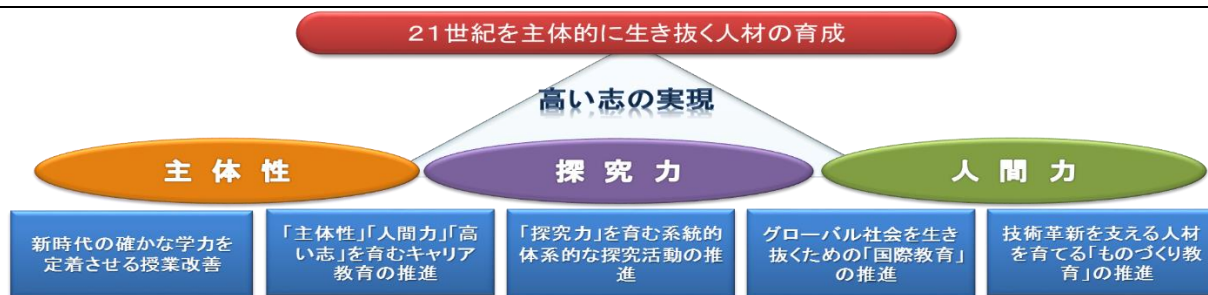 21世紀を主体的に生き抜く人材の育成
高い志の実現
主体性
探究力
人間力
新時代の確かな学力を
定着させる授業改善
「主体性」「人間力」「高
い志」を育むキャリア
教育の推進
「探究力」を育む系統的
体系的な探究活動の推
進
グローバル社会を生き
抜くための「国際教育」
の推進
技術革新を支える人材
を育てる「ものづくり教
育」の推進